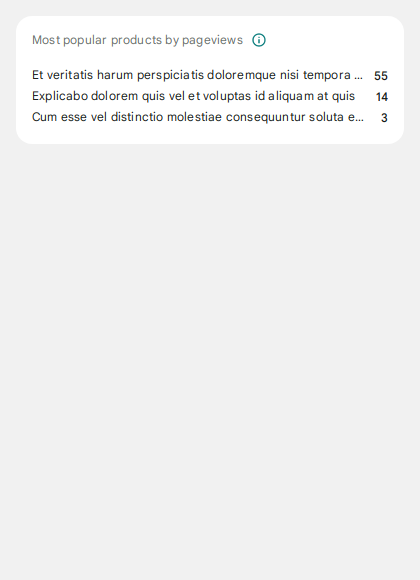 Most popular products by pageviews
Et veritatis harum perspiciatis doloremque nisi tempora ... 55
Explicabo dolorem quis vel et voluptas id aliquam at quis 14
Cum esse vel distinctio molestiae consequuntur soluta e... 3